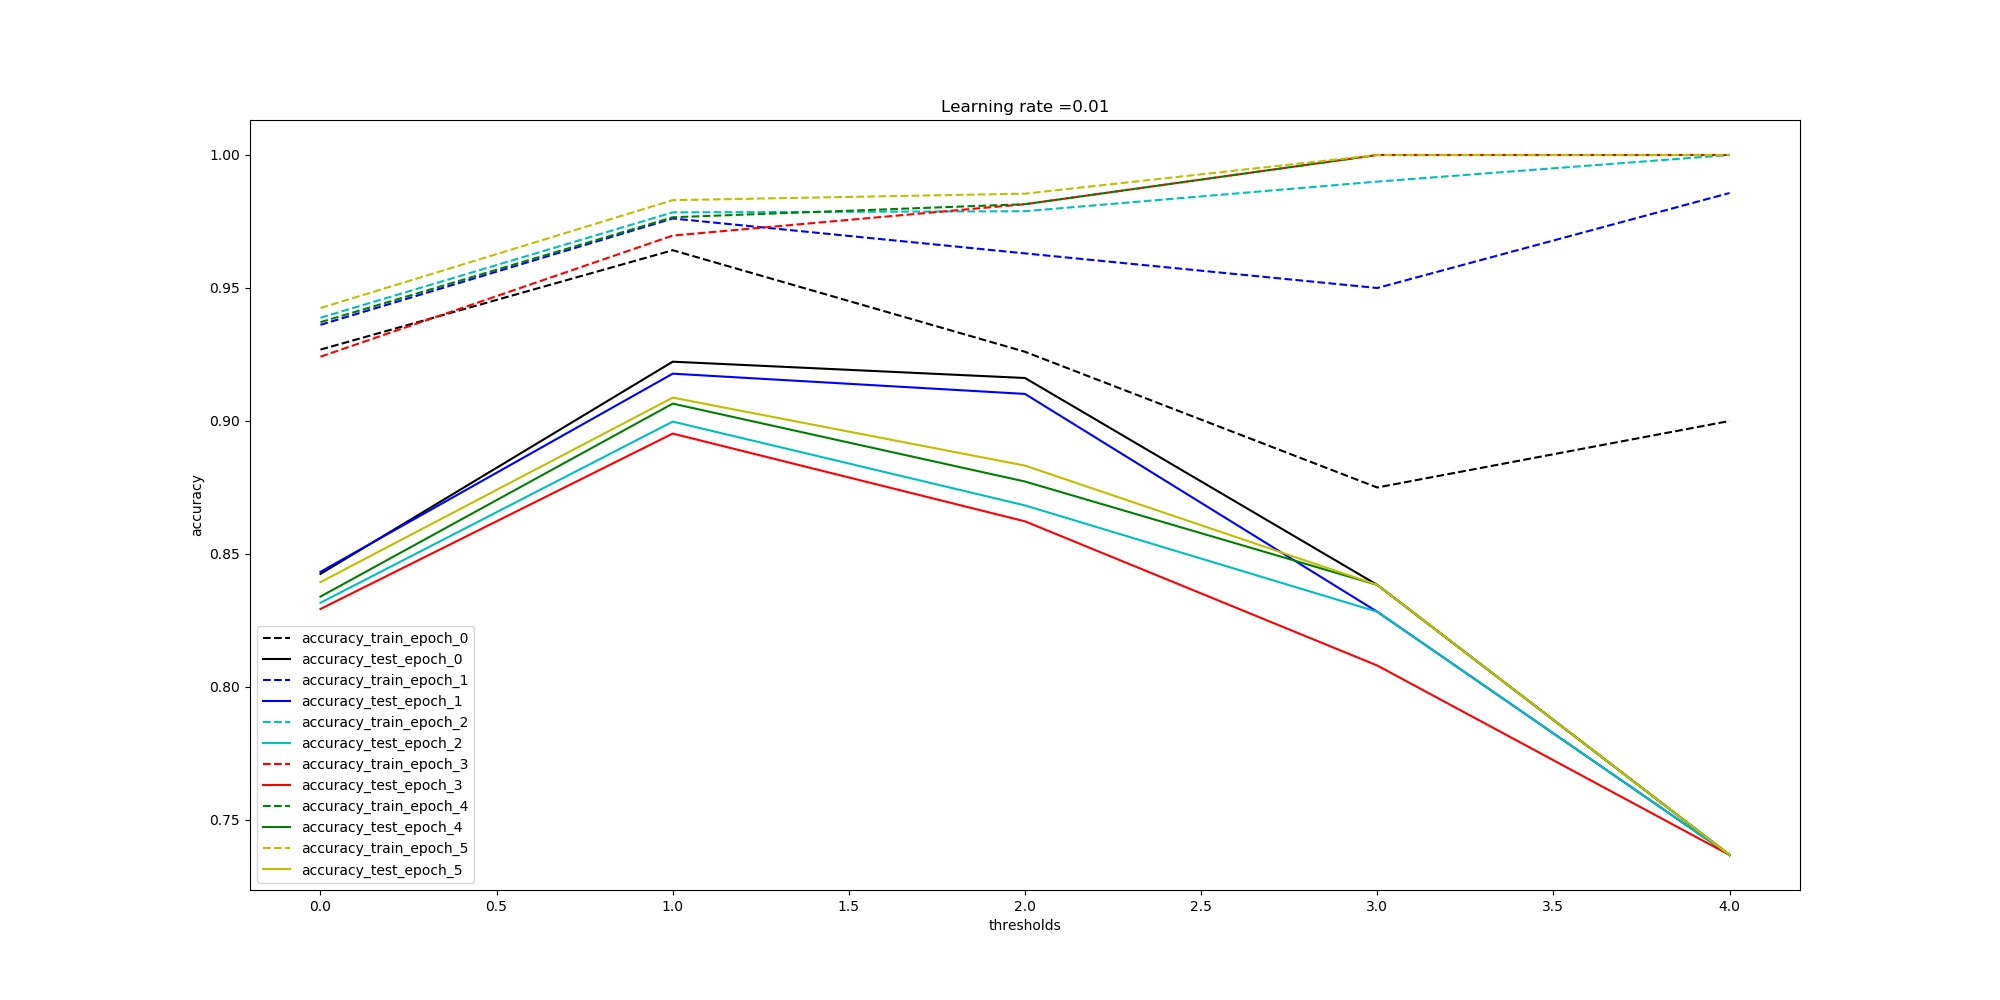 Learning rate =0.01
1.00
0.95
0.90
0.85
0.80
0.75
accuracy
accuracy_train_epoch_0
accuracy_test_epoch_0
accuracy_train_epoch_1
accuracy_test_epoch_1
accuracy_train_epoch_2
accuracy_test_epoch_2
accuracy_train_epoch_3
accuracy_test_epoch_3
accuracy_train_epoch_4
accuracy_test_epoch_4
accuracy_train_epoch_5
accuracy_test_epoch_5
0.0 0.5 1.0 1.5 2.0 2.5 3.0 3.5 4.0
thresholds